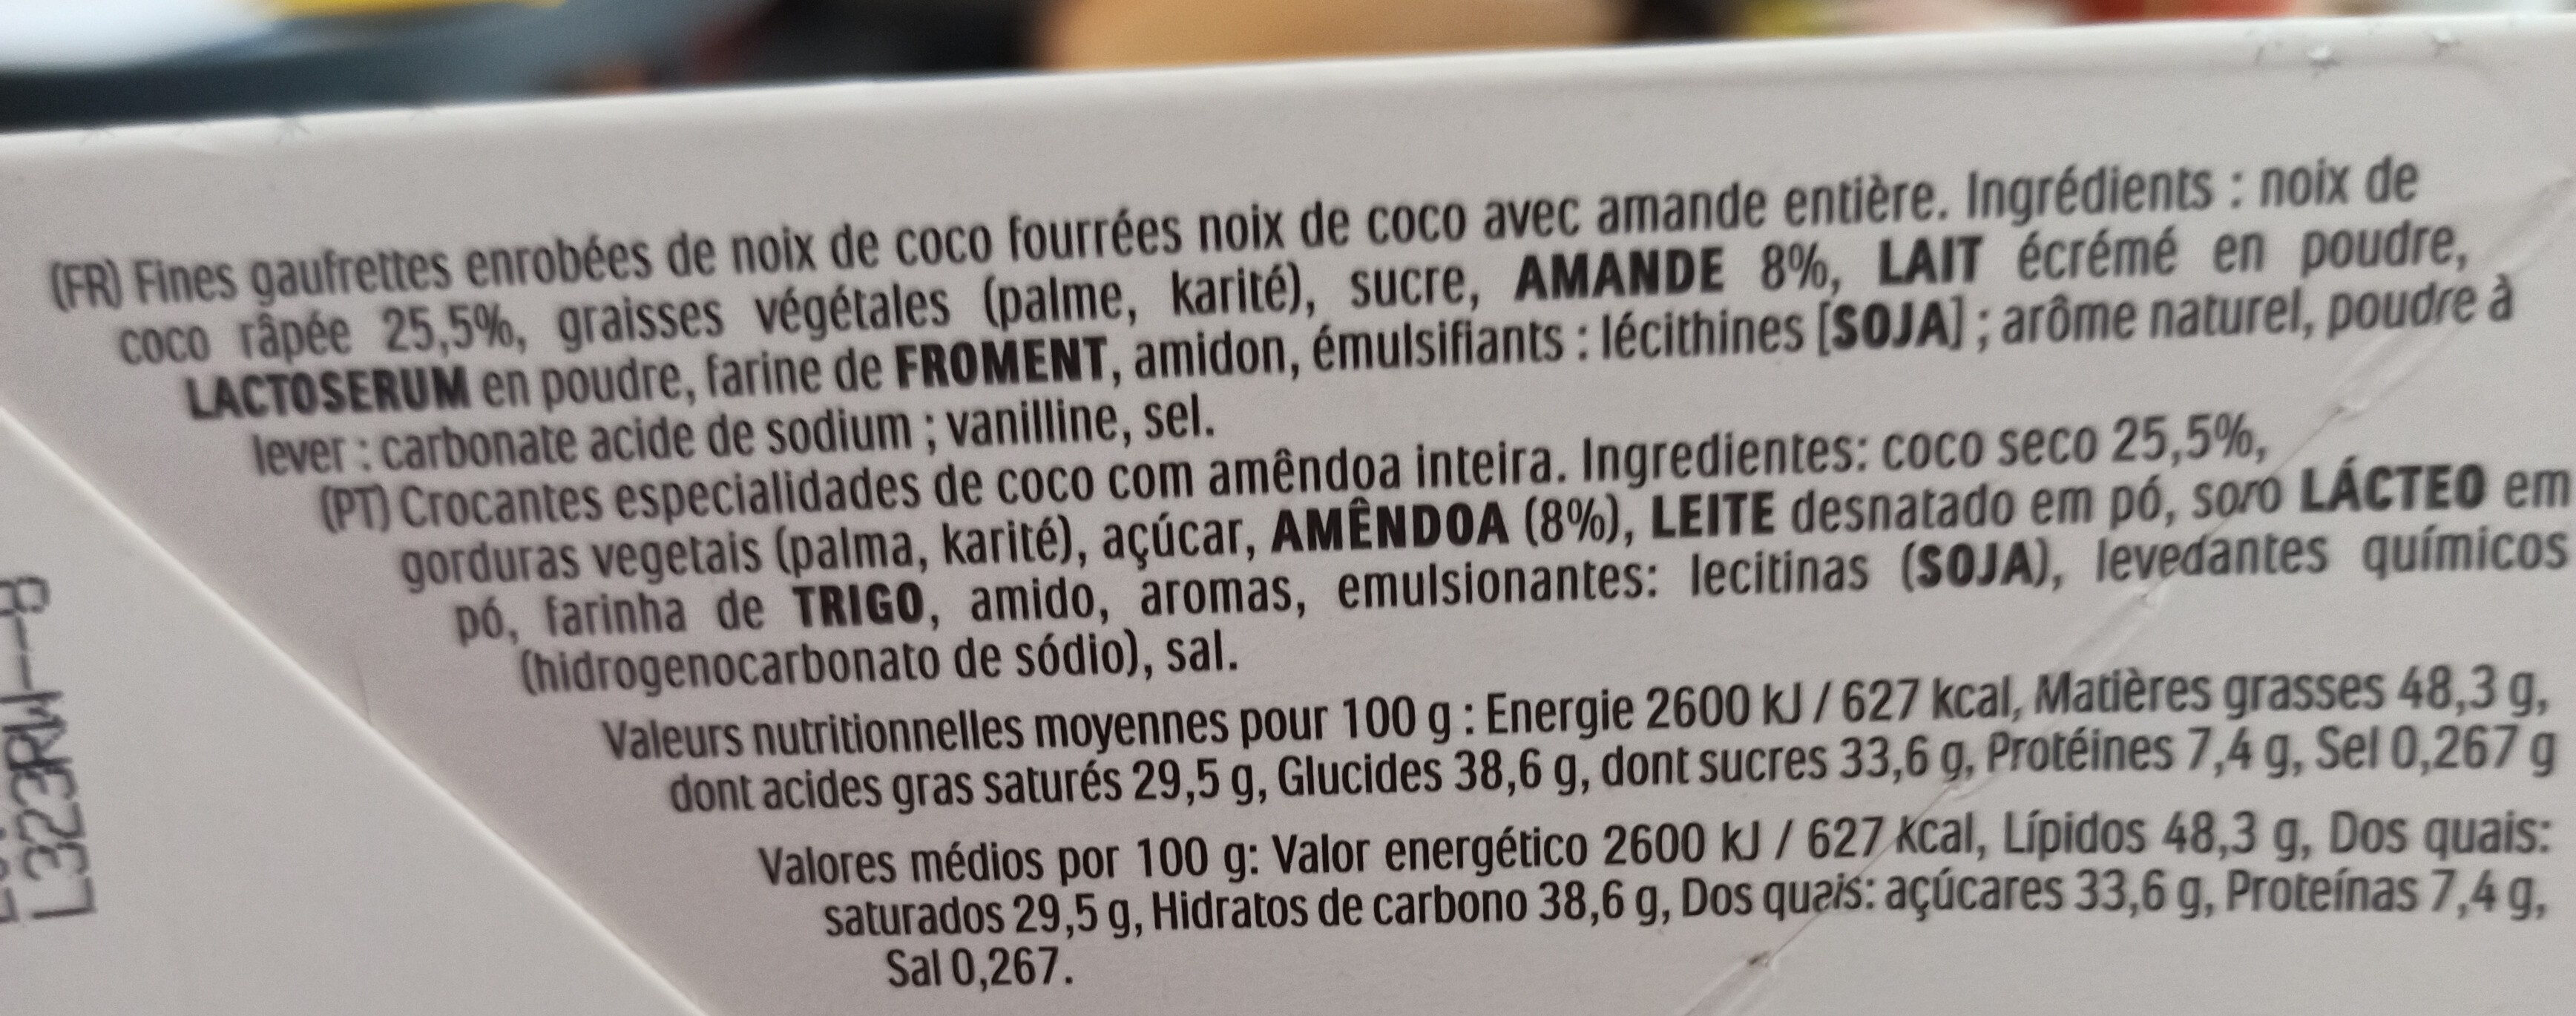 (FR) Fines gaufrettes enrobées de noix de coco fourrées noix de coco avec amande entière. Ingrédients : noix de
coco râpée 25,5%, graisses végétales (palme, karité), sucre, AMANDE 8%, LAIT écrémé en poudre,
LACTOSERUM en poudre, farine de FROMENT, amidon, émulsifiants : lécithines [SOJA] ; arôme naturel, poudre à
lever : carbonate acide de sodium ; vanilline, sel.
(PT) Crocantes especialidades de coco com amêndoa inteira. Ingredientes: coco seco 25,5%,
gorduras vegetais (palma, karité), açúcar, AMÊNDOA (8%), LEITE desnatado em pó, soro LÁCTEO em
pó, farinha de TRIGO, amido, aromas, emulsionantes: lecitinas (SOJA), levedantes químicos
(hidrogenocarbonato de sódio), sal.
Valeurs nutritionnelles moyennes pour 100 g : Energie 2600 kJ / 627 kcal, Matières grasses 48,3 g,
dont acides gras saturés 29,5 g, Glucides 38,6 g, dont sucres 33,6 g, Protéines 7,4 g, Sel 0,267 g
Valores médios por 100 g: Valor energético 2600 kJ / 627 kcal, Lípidos 48,3 g, Dos quais:
saturados 29,5 g, Hidratos de carbono 38,6 g, Dos quais: açúcares 33,6 g, Proteínas 7,4 g,
Sal 0,267.
L323RW--8